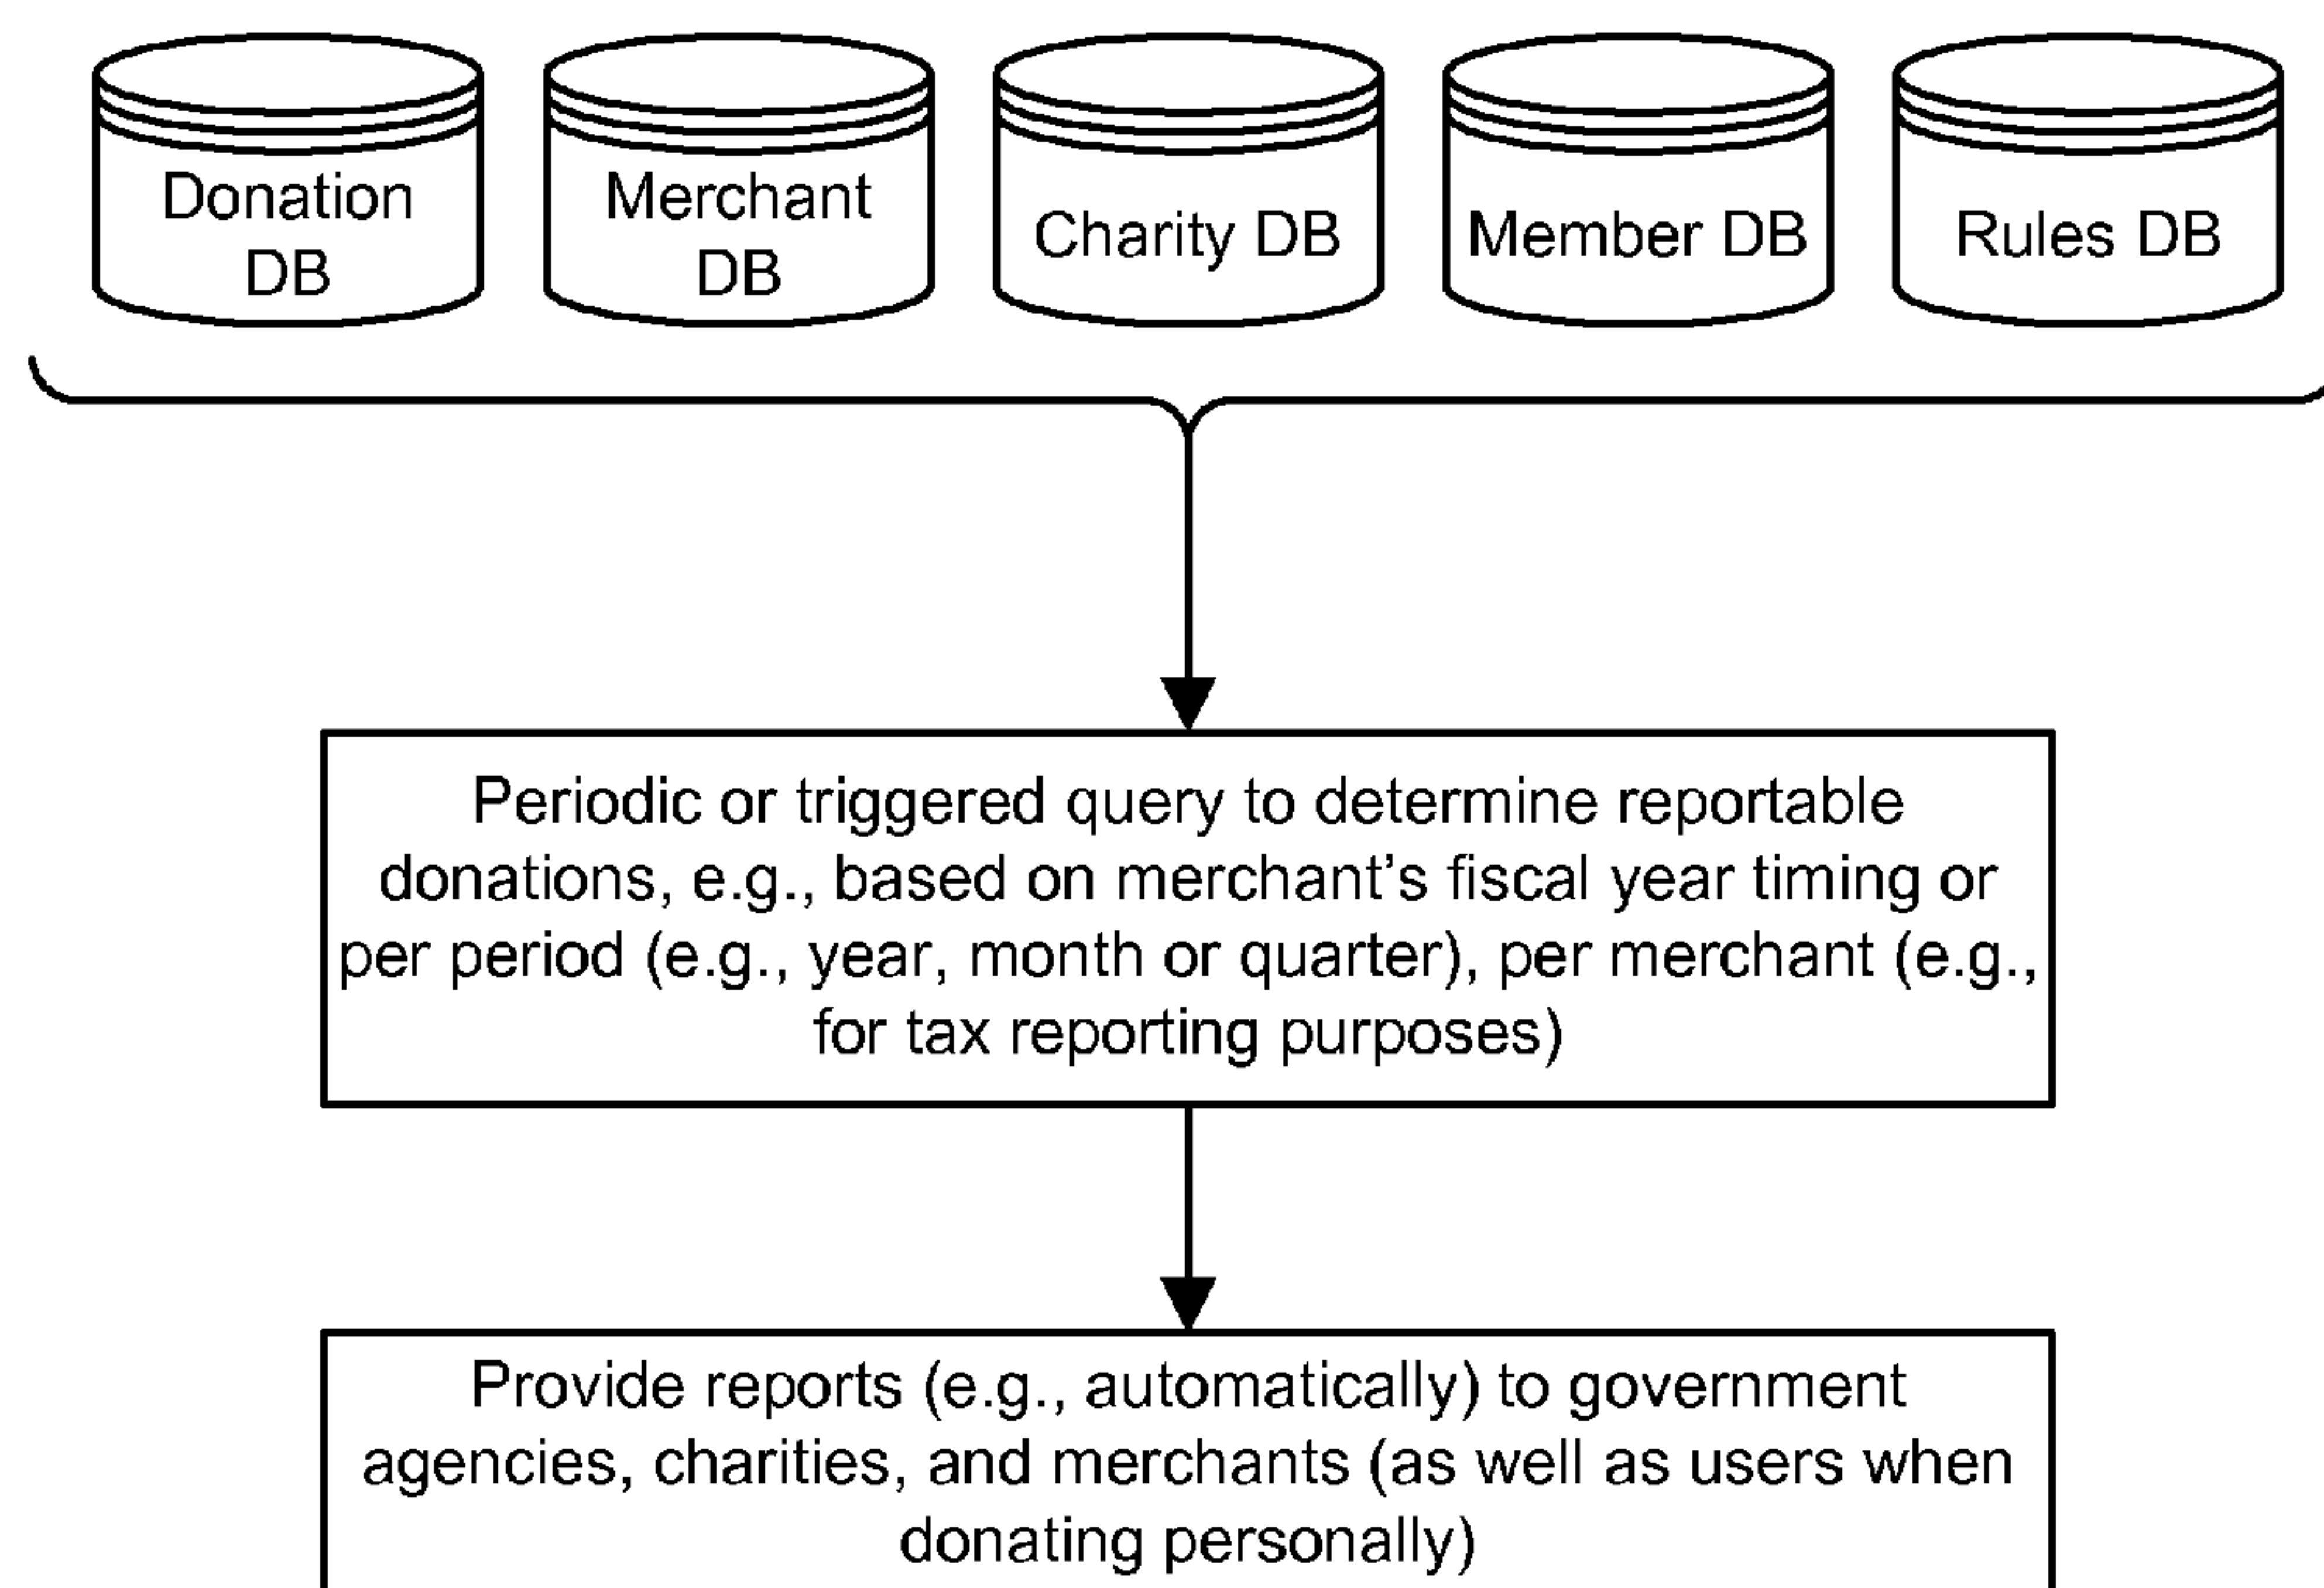 Donation
DB
Merchant
DB
Charity DB
Member DB
Rules DB
Periodic or triggered query to determine reportable
donations, e.g., based on merchant's fiscal year timing or
per period (e.g., year, month or quarter), per merchant (e.g.,
for tax reporting purposes)
Provide reports (e.g., automatically) to government
agencies, charities, and merchants (as well as users when
donating personally)